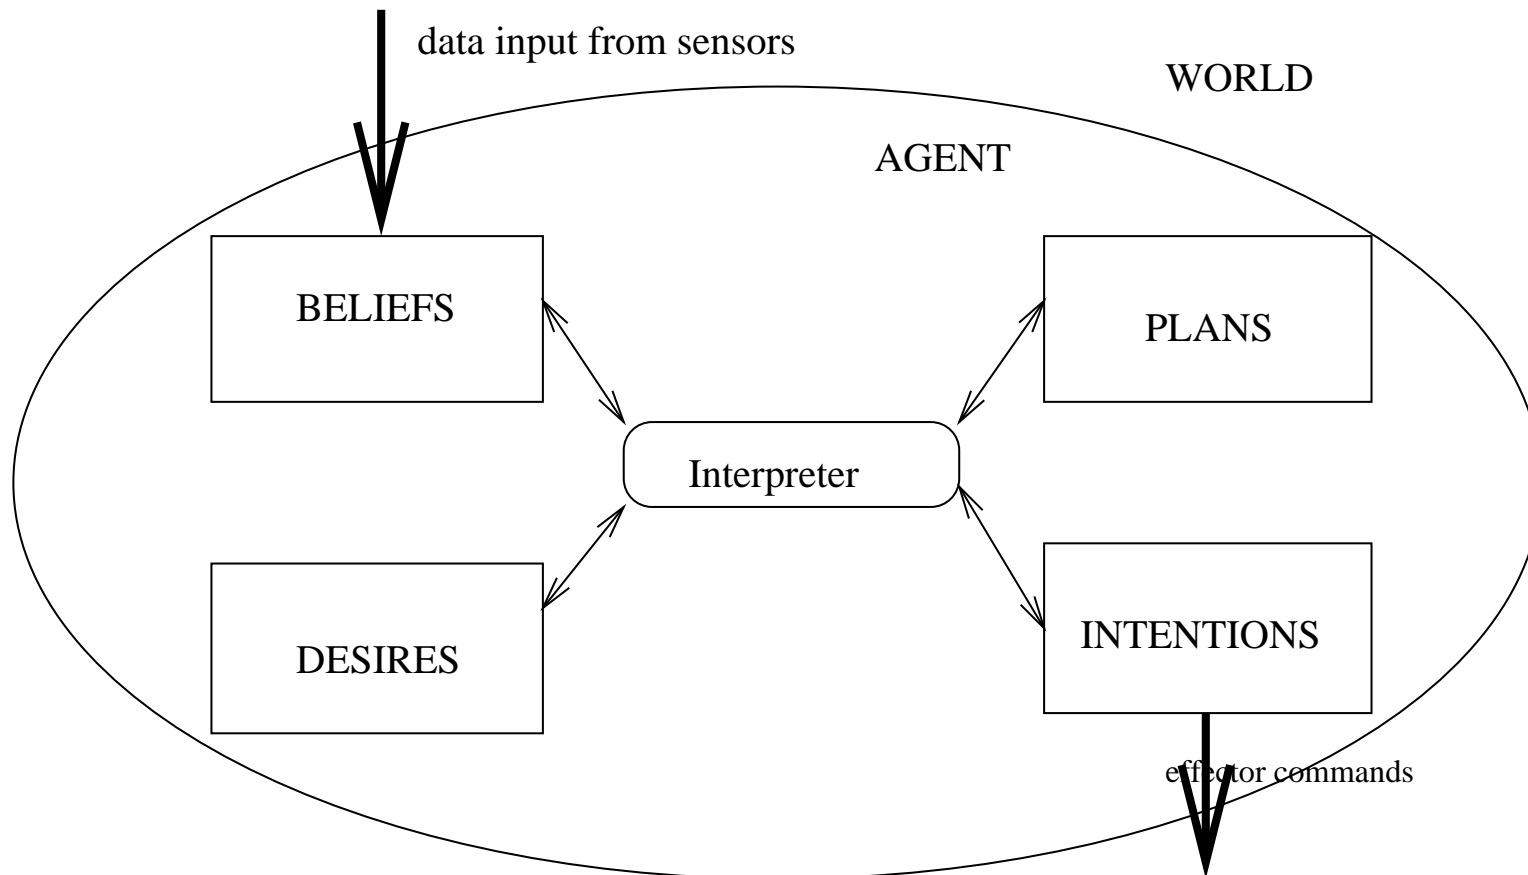 data input from sensors
WORLD
AGENT
BELIEFS
PLANS
Interpreter
DESIRES
INTENTIONS
effector commands